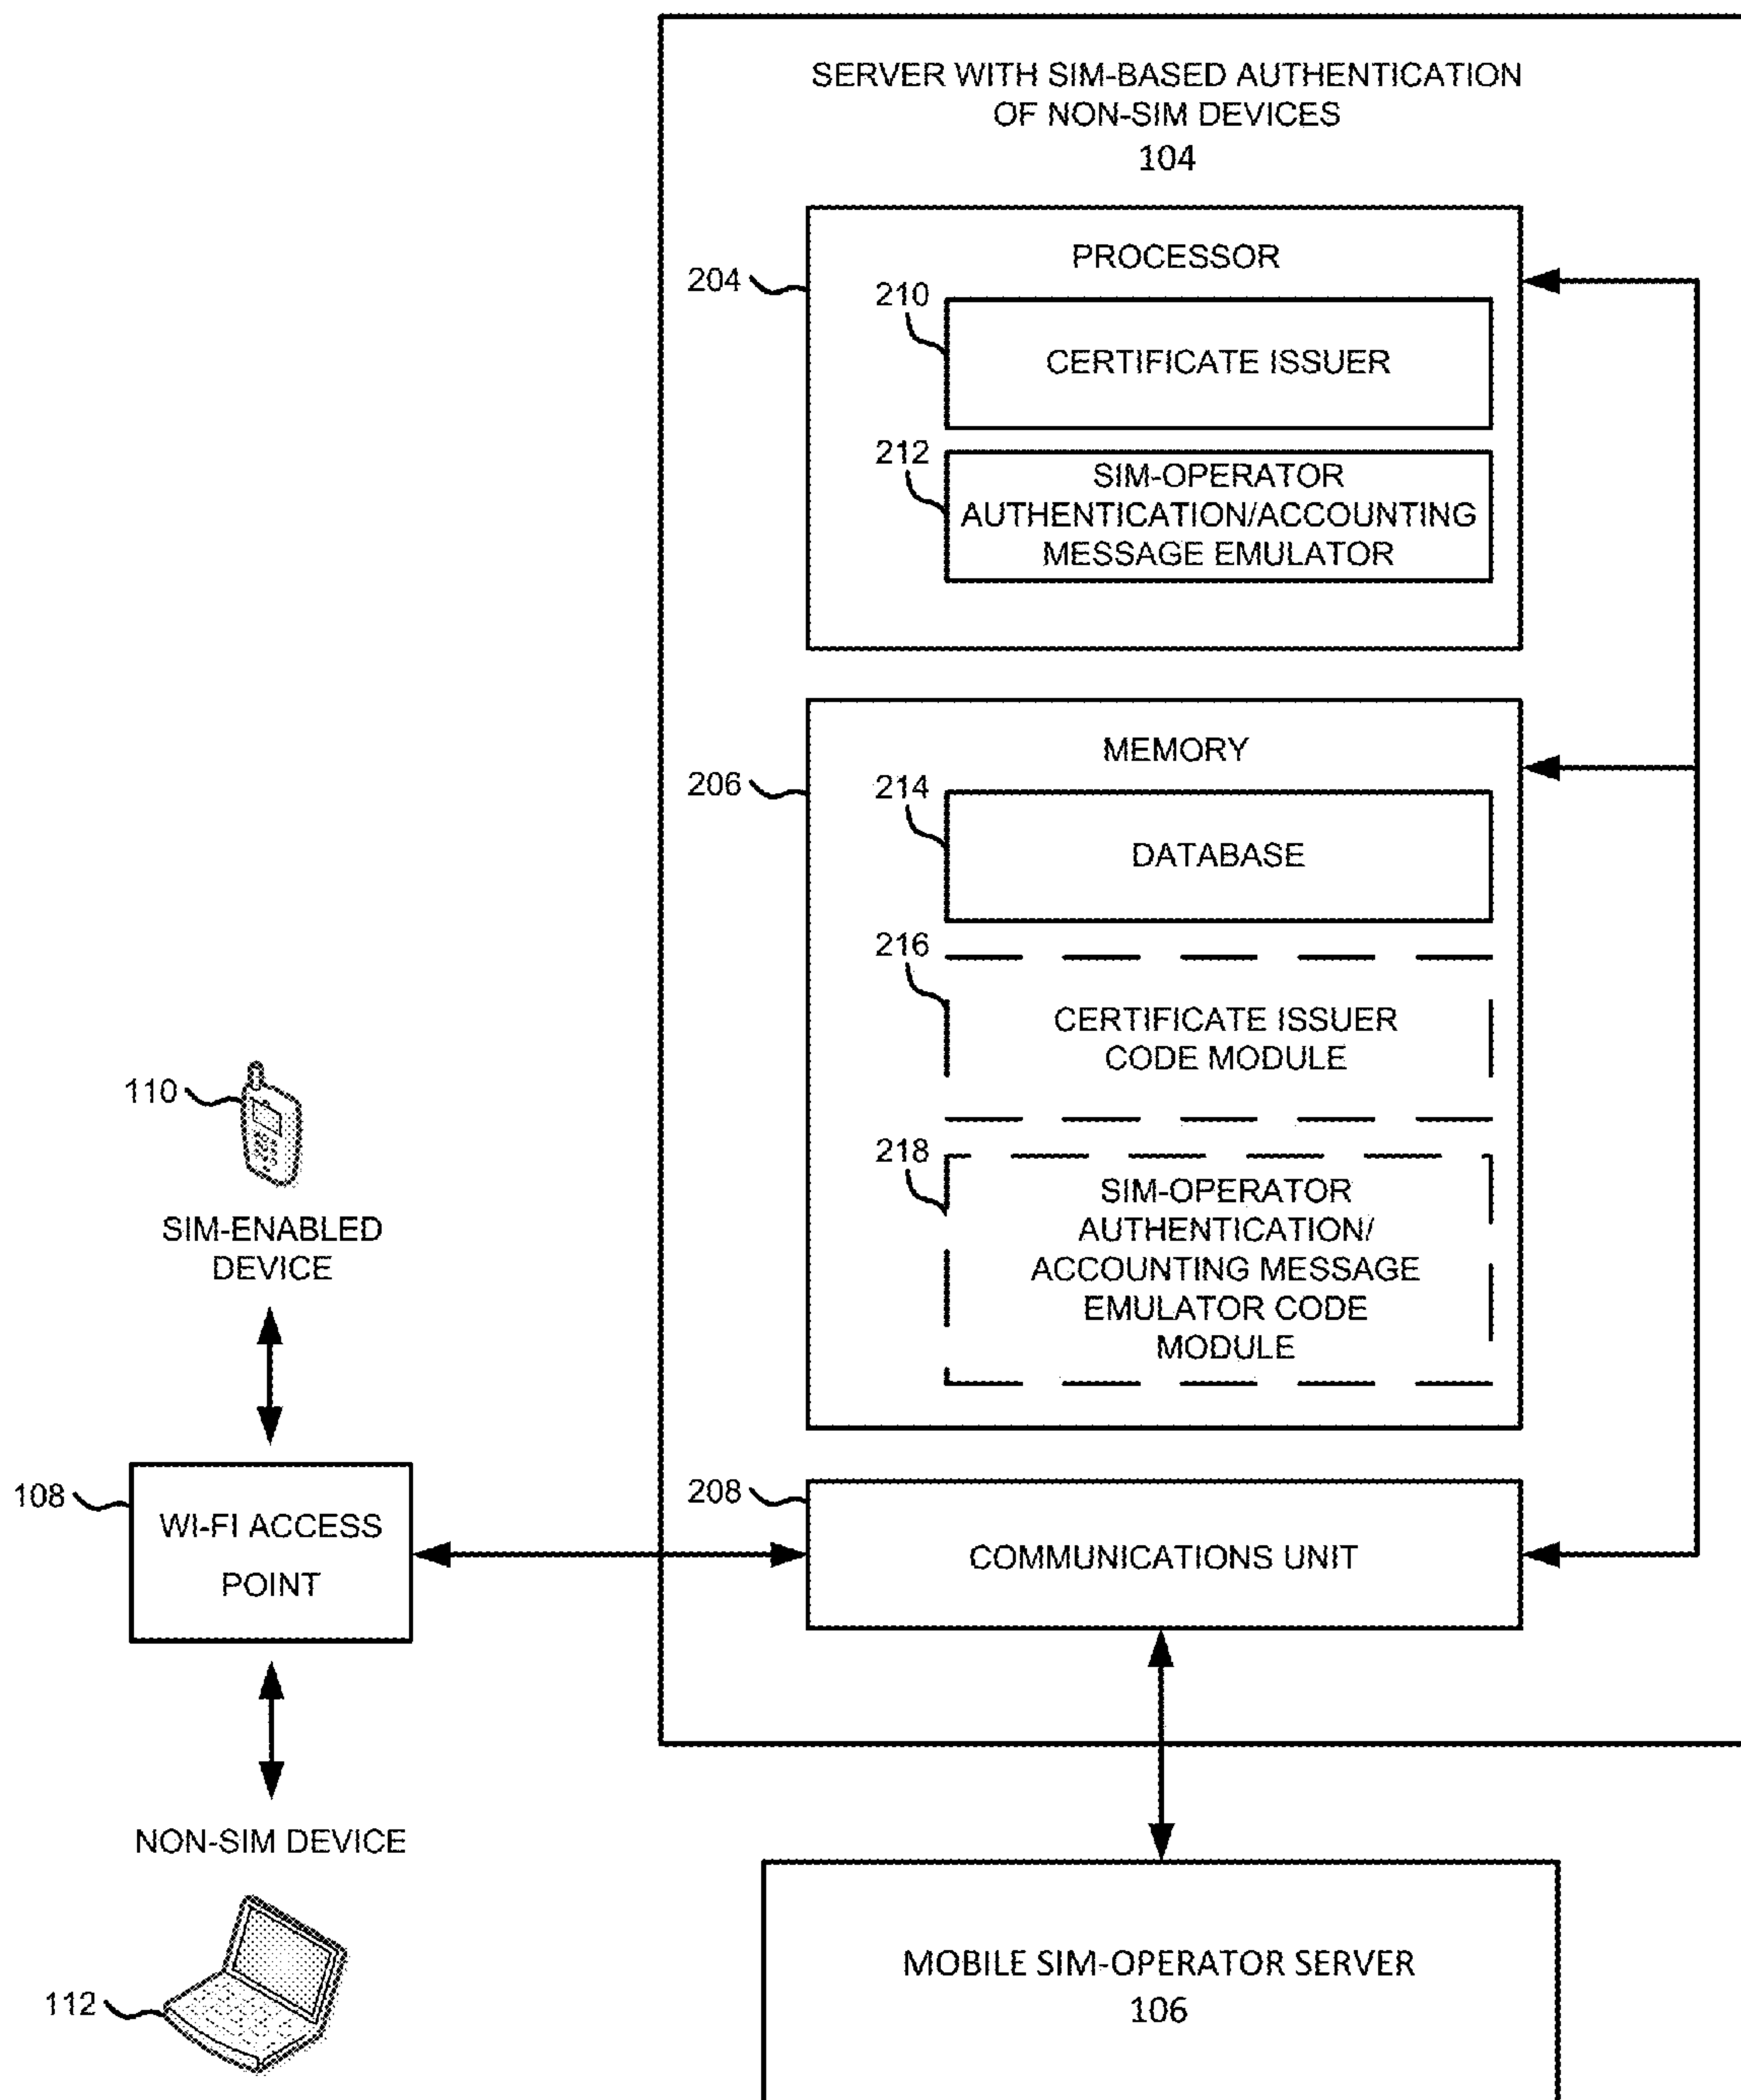 SERVER WITH SIM-BASED AUTHENTICATION
OF NON-SIM DEVICES
104
204
PROCESSOR
210
CERTIFICATE ISSUER
212
SIM-OPERATOR
AUTHENTICATION/ACCOUNTING
MESSAGE EMULATOR
206
MEMORY
214
DATABASE
216
CERTIFICATE ISSUER
CODE MODULE
218
SIM-OPERATOR
AUTHENTICATION/
ACCOUNTING MESSAGE
EMULATOR CODE
MODULE
110
SIM-ENABLED
DEVICE
108
WI-FI ACCESS
POINT
208
COMMUNICATIONS UNIT
NON-SIM DEVICE
112
MOBILE SIM-OPERATOR SERVER
106